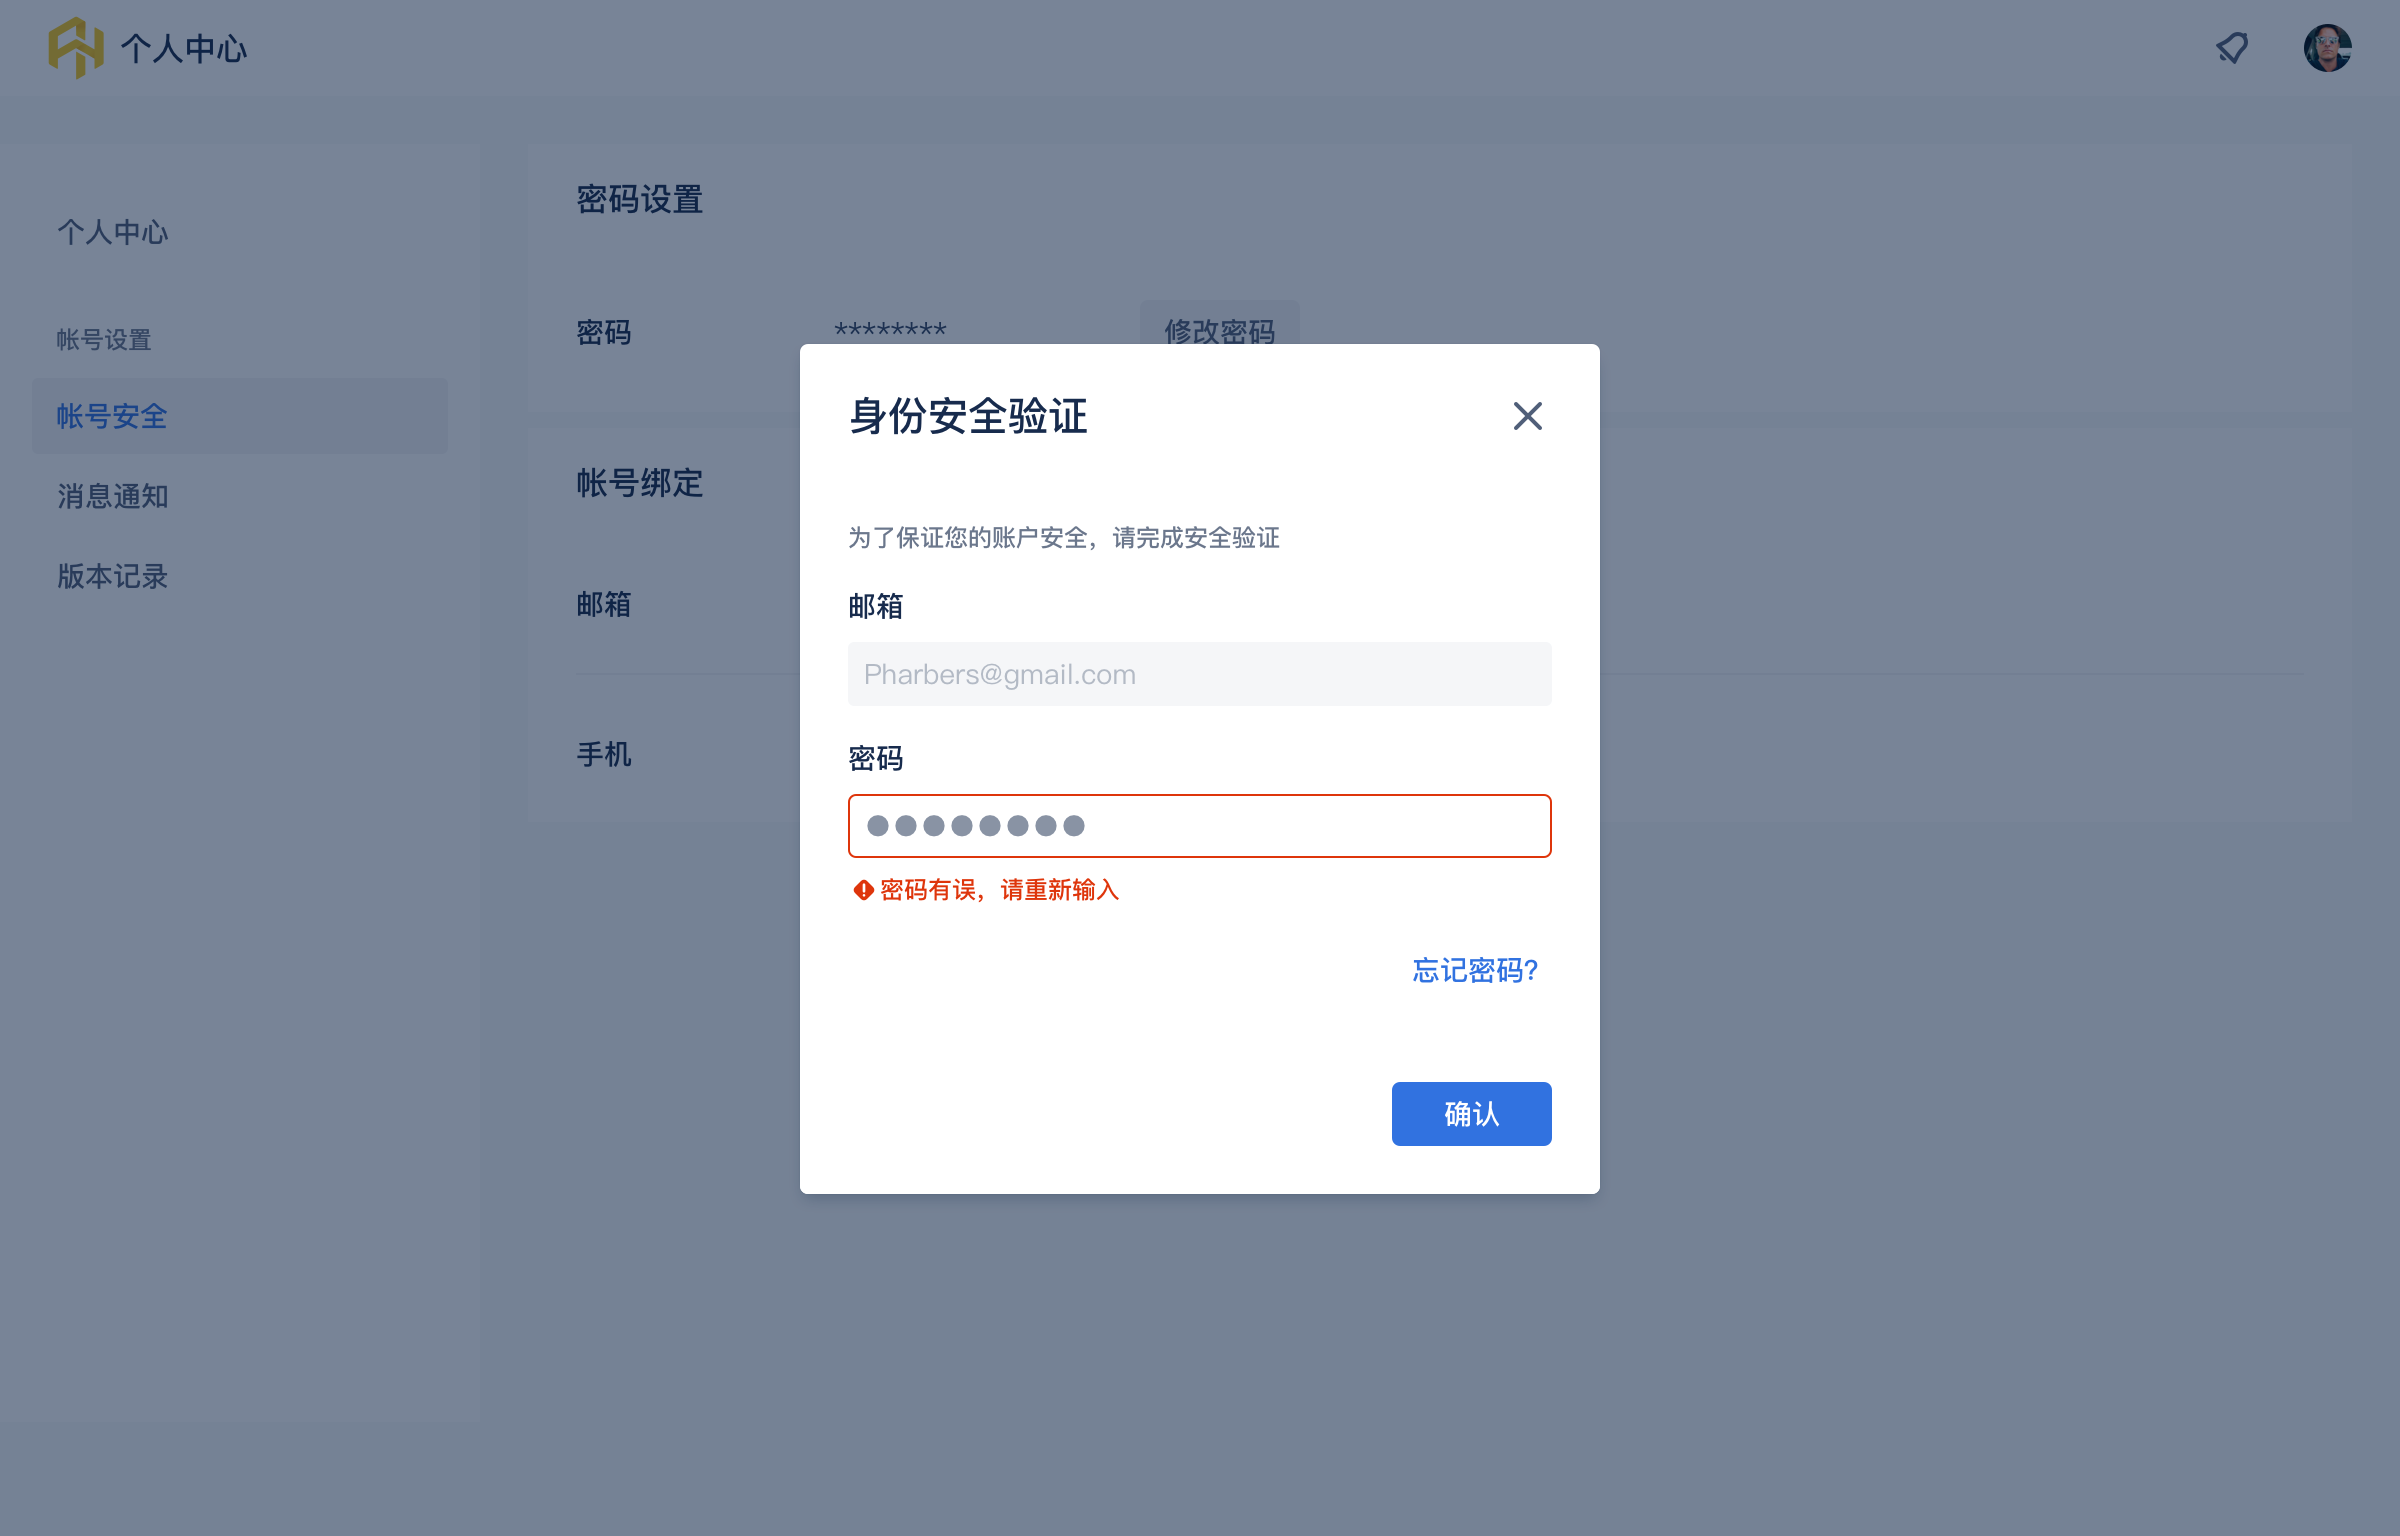 个人中心
个人中心
帐号设置
帐号安全
消息通知
版本记录
密码设置
密码 ******** 修改密码
帐号绑定
邮箱
手机
身份安全验证
为了保证您的账户安全，请完成安全验证
邮箱
Pharbers@gmail.com
密码
●●●●●●●●
密码有误，请重新输入
忘记密码?
确认